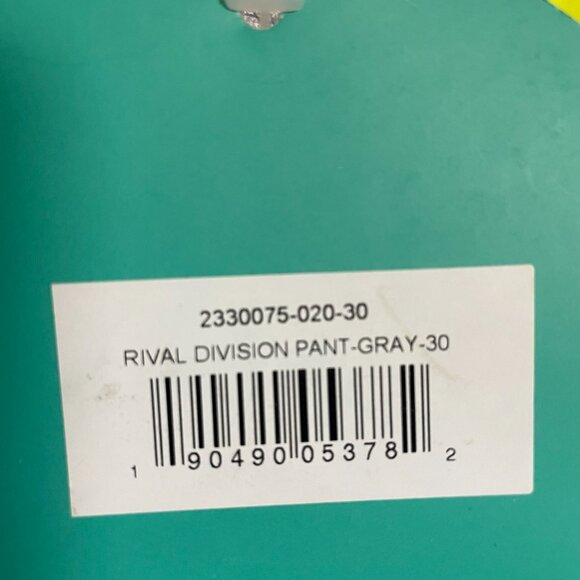 2330075-020-30
RIVAL DIVISION PANT-GRAY-30
1 90490 05378 2